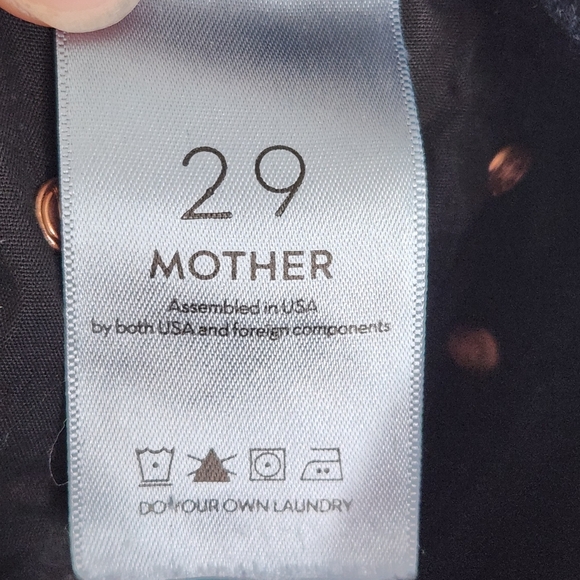 29
MOTHER
Assembled in USA
by both USA and foreign components
DO YOUR OWN LAUNDRY